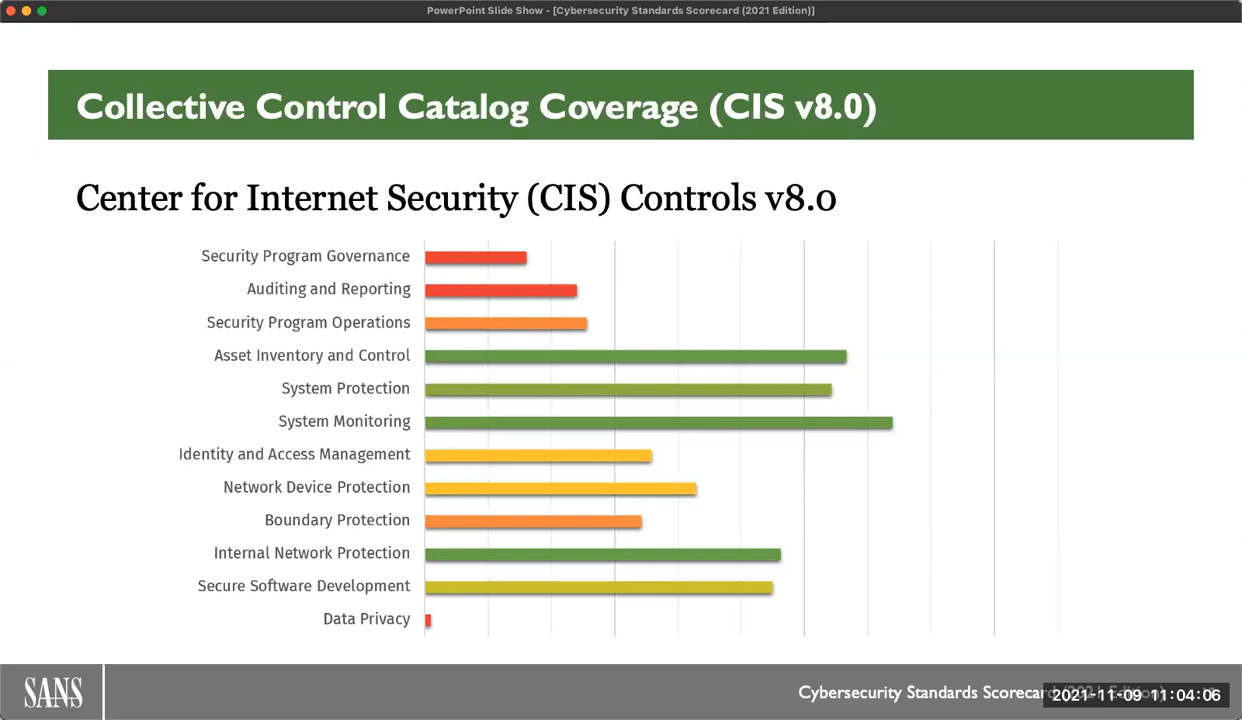 PowerPoint Slide Show - [Cybersecurity Standards Scorecard (2021 Edition)]
Collective Control Catalog Coverage (CIS v8.0)
Center for Internet Security (CIS) Controls v8.0
Security Program Governance
Auditing and Reporting
Security Program Operations
Asset Inventory and Control
System Protection
System Monitoring
Identity and Access Management
Network Device Protection
Boundary Protection
Internal Network Protection
Secure Software Development
Data Privacy
SANS
Cybersecurity Standards Scorecard (2021 Edition)
2021-11-09 11:04:06